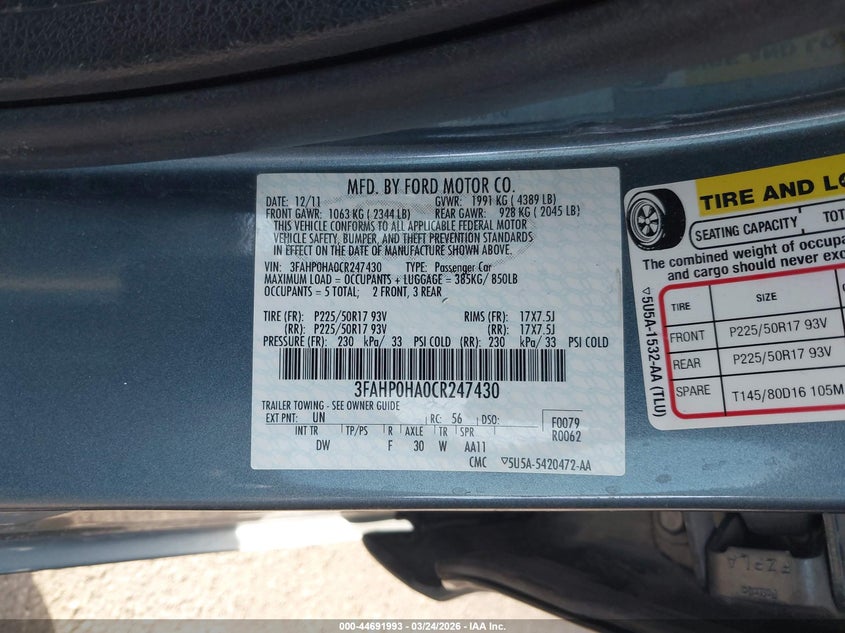 MFD. BY FORD MOTOR CO.
DATE: 12/11 GVWR: 1991 KG ( 4389 LB)
FRONT GAWR: 1063 KG ( 2344 LB) REAR GAWR: 928 KG ( 2045 LB)
THIS VEHICLE CONFORMS TO ALL APPLICABLE FEDERAL MOTOR
VEHICLE SAFETY, BUMPER, AND THEFT PREVENTION STANDARDS
IN EFFECT ON THE DATE OF MANUFACTURE SHOWN ABOVE.
VIN: 3FAHP0HA0CR247430 TYPE: Passenger Car
MAXIMUM LOAD = OCCUPANTS + LUGGAGE = 385KG/ 850LB
OCCUPANTS = 5 TOTAL; 2 FRONT, 3 REAR
TIRE (FR): P225/50R17 93V RIMS (FR): 17X7.5J
(RR): P225/50R17 93V (RR): 17X7.5J
PRESSURE (FR): 230 kPa/ 33 PSI COLD (RR): 230 kPa/ 33 PSI COLD
3FAHP0HA0CR247430
TRAILER TOWING - SEE OWNER GUIDE
EXT PNT: UN RC: 56 DSO: F0079
R0062
INT TR TP/PS R AXLE TR SPR
DW F 30 W AA11
CMC ▽5U5A-5420472-AA
TIRE AND LO
SEATING CAPACITY TOT
The combined weight of occupa
and cargo should never exc
▽5U5A-1532-AA (TLU)
TIRE SIZE
FRONT P225/50R17 93V
REAR P225/50R17 93V
SPARE T145/80D16 105M
FZPLA
000-44691993 — 03/24/2026 — IAA Inc.